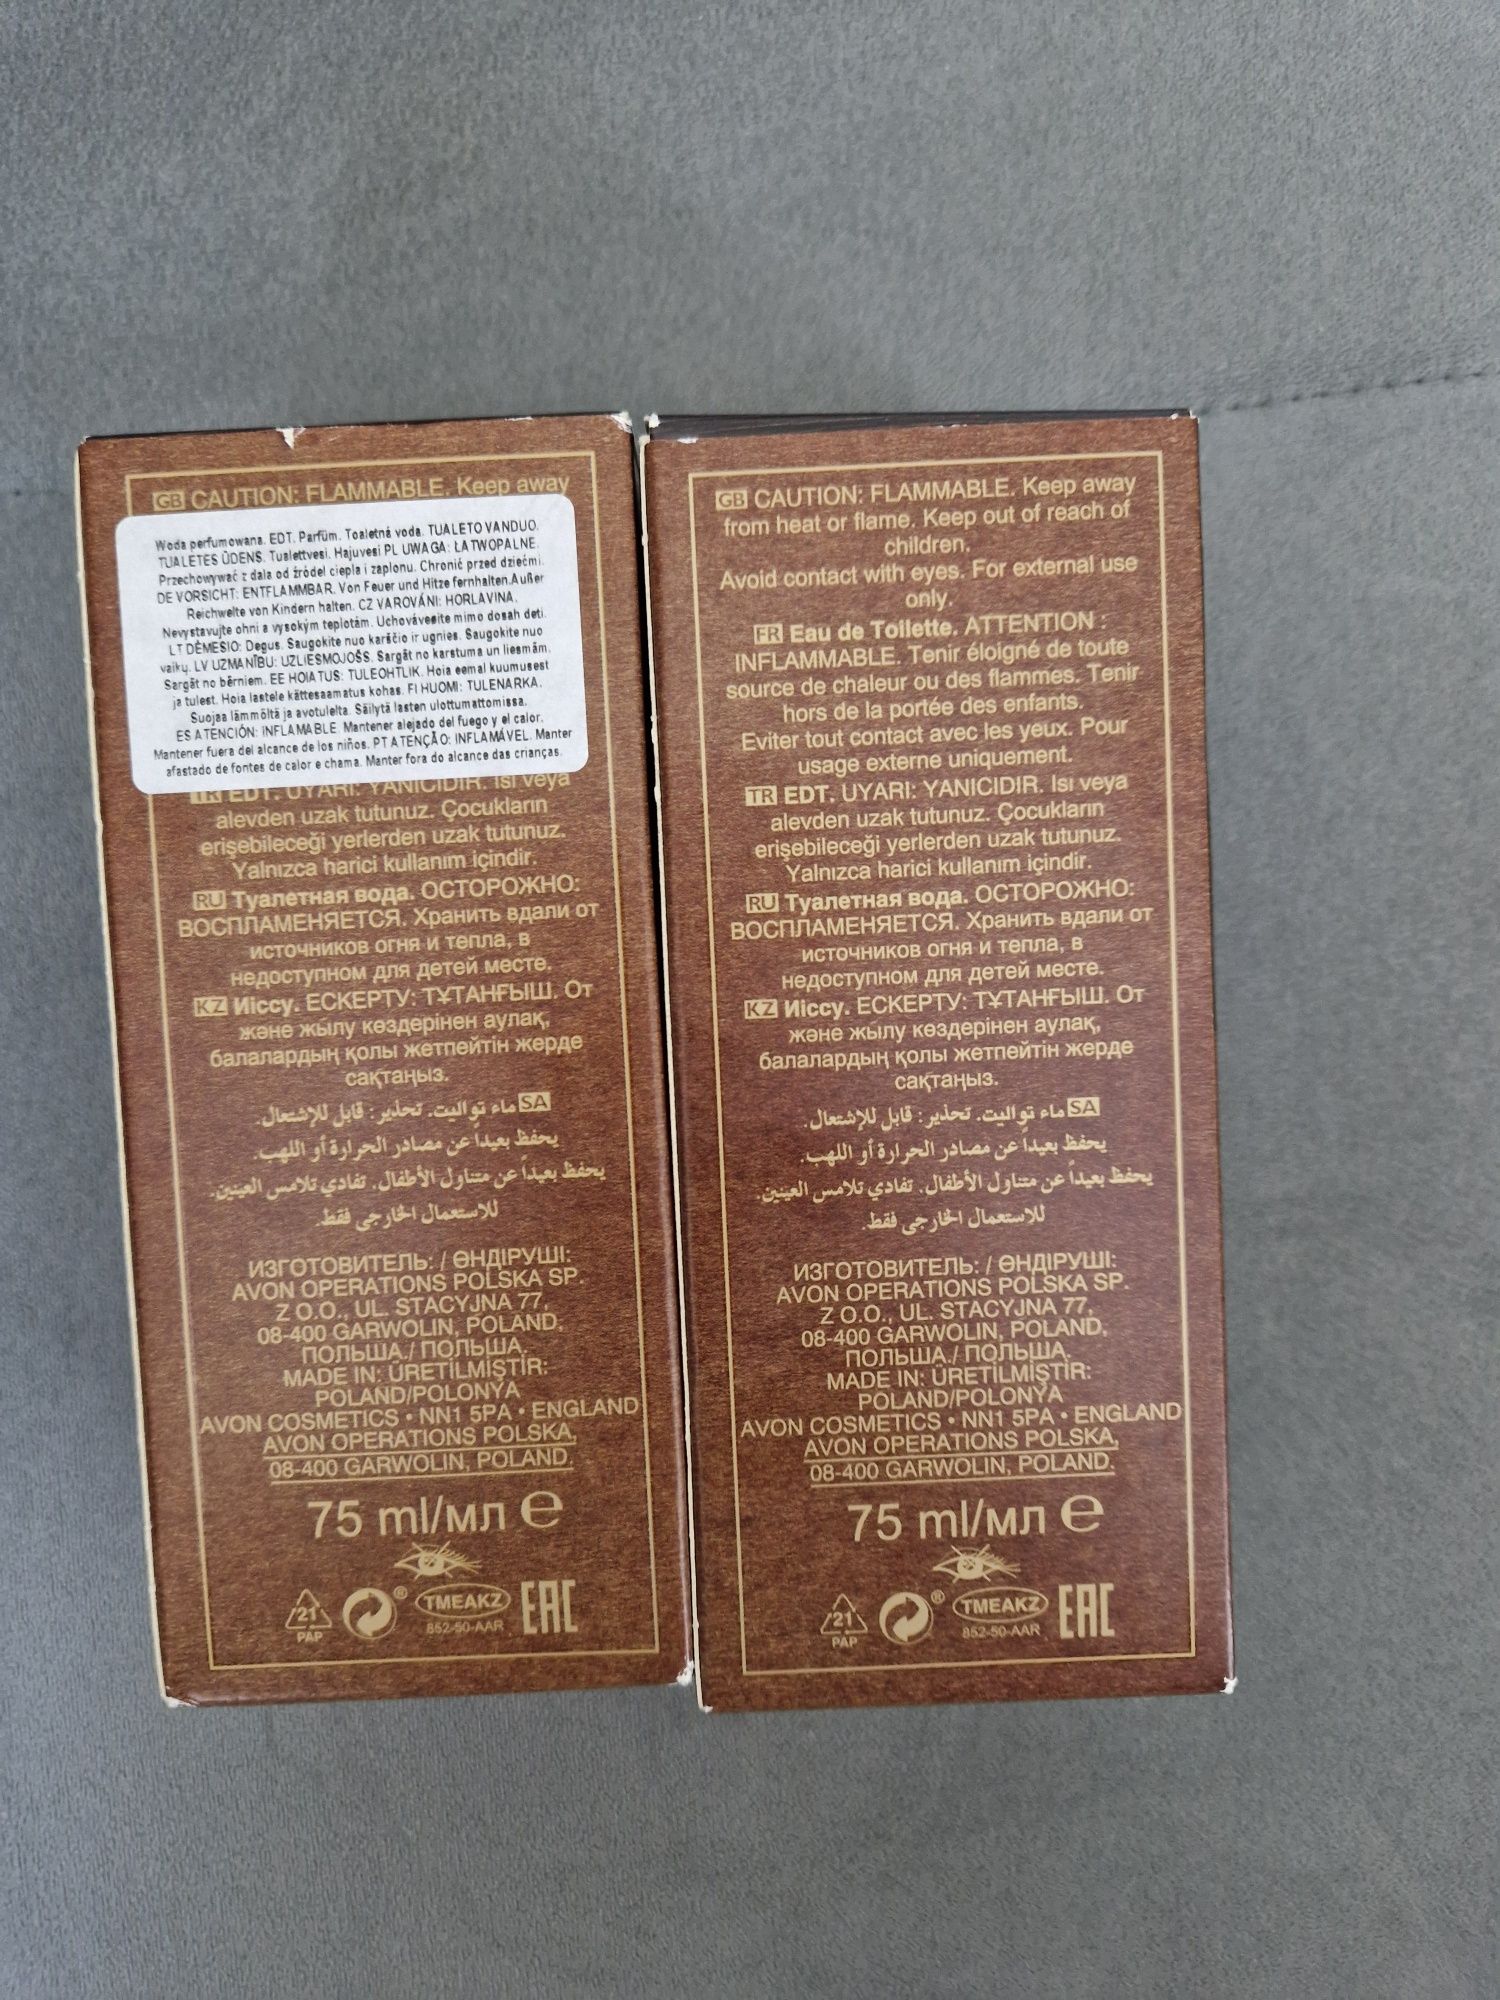 GB CAUTION: FLAMMABLE. Keep away
Woda perfumowana. EDT. Parfüm. Toaletná voda. TUALETO VANDUO.
TUALETES ŪDENS. Tualettvesi. Hajuvesi PL UWAGA: ŁATWOPALNE.
Przechowywać z dala od źródeł ciepła i zapłonu. Chronić przed dziećmi.
DE VORSICHT: ENTFLAMMBAR. Von Feuer und Hitze fernhalten.Außer
Reichweite von Kindern halten. CZ VAROVÁNI: HORLAVINA.
Nevystavujte ohni a vysokým teplotám. Uchovávejte mimo dosah deti.
LT DĖMESIO: Degus. Saugokite nuo karščio ir ugnies. Saugokite nuo
vaikų. LV UZMANĪBU: UZLIESMOJOŠS. Sargāt no karstuma un liesmām.
Sargāt no bērniem. EE HOIATUS: TULEOHTLIK. Hoia eemal kuumusest
ja tulest. Hoia lastele kättesaamatus kohas. FI HUOM: TULENARKA.
Suojaa lämmöltä ja avotulelta. Säilytä lasten ulottumattomissa.
ES ATENCIÓN: INFLAMABLE. Mantener alejado del fuego y el calor.
Mantener fuera del alcance de los niños. PT ATENÇÃO: INFLAMÁVEL. Manter
afastado de fontes de calor e chama. Manter fora do alcance das crianças.
TR EDT. UYARI: YANICIDIR. Isı veya
alevden uzak tutunuz. Çocukların
erişebileceği yerlerden uzak tutunuz.
Yalnızca harici kullanım içindir.
RU Туалетная вода. ОСТОРОЖНО:
ВОСПЛАМЕНЯЕТСЯ. Хранить вдали от
источников огня и тепла, в
недоступном для детей месте.
KZ Иіссу. ЕСКЕРТУ: ТҰТАНҒЫШ. От
және жылу көздерінен аулақ,
балалардың қолы жетпейтін жерде
сақтаңыз.
SA ماء تواليت. تحذير: قابل للإشتعال.
يحفظ بعيداً عن مصادر الحرارة أو اللهب.
يحفظ بعيداً عن متناول الأطفال. تفادي تلامس العينين.
للاستعمال الخارجي فقط.
ИЗГОТОВИТЕЛЬ: / ӨНДІРУШІ:
AVON OPERATIONS POLSKA SP.
Z O.O., UL. STACYJNA 77,
08-400 GARWOLIN, POLAND,
ПОЛЬША./ ПОЛЬША.
MADE IN: ÜRETİLMİŞTİR:
POLAND/POLONYA
AVON COSMETICS • NN1 5PA • ENGLAND
AVON OPERATIONS POLSKA,
08-400 GARWOLIN, POLAND.
75 ml/мл ℮
21
PAP
®
TMEAKZ
852-50-AAR
EAC
GB CAUTION: FLAMMABLE. Keep away
from heat or flame. Keep out of reach of
children.
Avoid contact with eyes. For external use
only.
FR Eau de Toilette. ATTENTION :
INFLAMMABLE. Tenir éloigné de toute
source de chaleur ou des flammes. Tenir
hors de la portée des enfants.
Eviter tout contact avec les yeux. Pour
usage externe uniquement.
TR EDT. UYARI: YANICIDIR. Isı veya
alevden uzak tutunuz. Çocukların
erişebileceği yerlerden uzak tutunuz.
Yalnızca harici kullanım içindir.
RU Туалетная вода. ОСТОРОЖНО:
ВОСПЛАМЕНЯЕТСЯ. Хранить вдали от
источников огня и тепла, в
недоступном для детей месте.
KZ Иіссу. ЕСКЕРТУ: ТҰТАНҒЫШ. От
және жылу көздерінен аулақ,
балалардың қолы жетпейтін жерде
сақтаңыз.
SA ماء تواليت. تحذير: قابل للإشتعال.
يحفظ بعيداً عن مصادر الحرارة أو اللهب.
يحفظ بعيداً عن متناول الأطفال. تفادي تلامس العينين.
للاستعمال الخارجي فقط.
ИЗГОТОВИТЕЛЬ: / ӨНДІРУШІ:
AVON OPERATIONS POLSKA SP.
Z O.O., UL. STACYJNA 77,
08-400 GARWOLIN, POLAND,
ПОЛЬША./ ПОЛЬША.
MADE IN: ÜRETİLMİŞTİR:
POLAND/POLONYA
AVON COSMETICS • NN1 5PA • ENGLAND
AVON OPERATIONS POLSKA,
08-400 GARWOLIN, POLAND.
75 ml/мл ℮
21
PAP
®
TMEAKZ
852-50-AAR
EAC